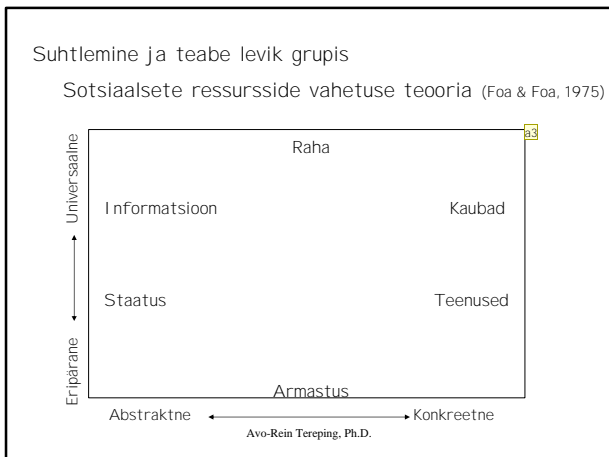 Suhtlemine ja teabe levik grupis
Sotsiaalsete ressursside vahetuse teooria (Foa & Foa, 1975)
a3
Raha
Universaalne
Informatsioon Kaubad
Staatus Teenused
Eripärane
Armastus
Abstraktne Konkreetne
Avo-Rein Tereping, Ph.D.